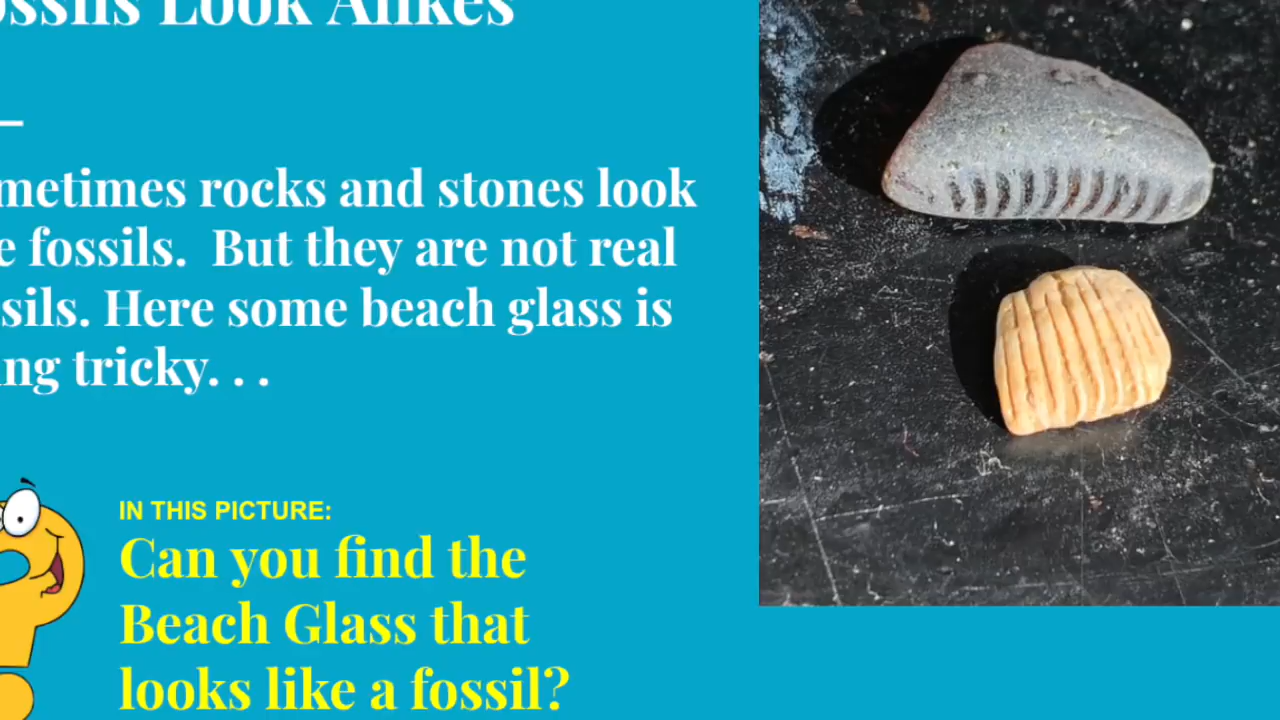 ossils Look Alikes
metimes rocks and stones look
e fossils. But they are not real
sils. Here some beach glass is
ng tricky. . .
IN THIS PICTURE:
Can you find the
Beach Glass that
looks like a fossil?